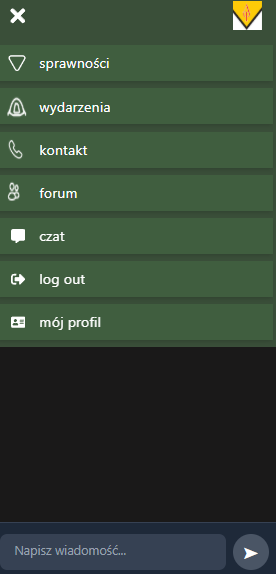 sprawności
wydarzenia
kontakt
forum
czat
log out
mój profil
Napisz wiadomość...